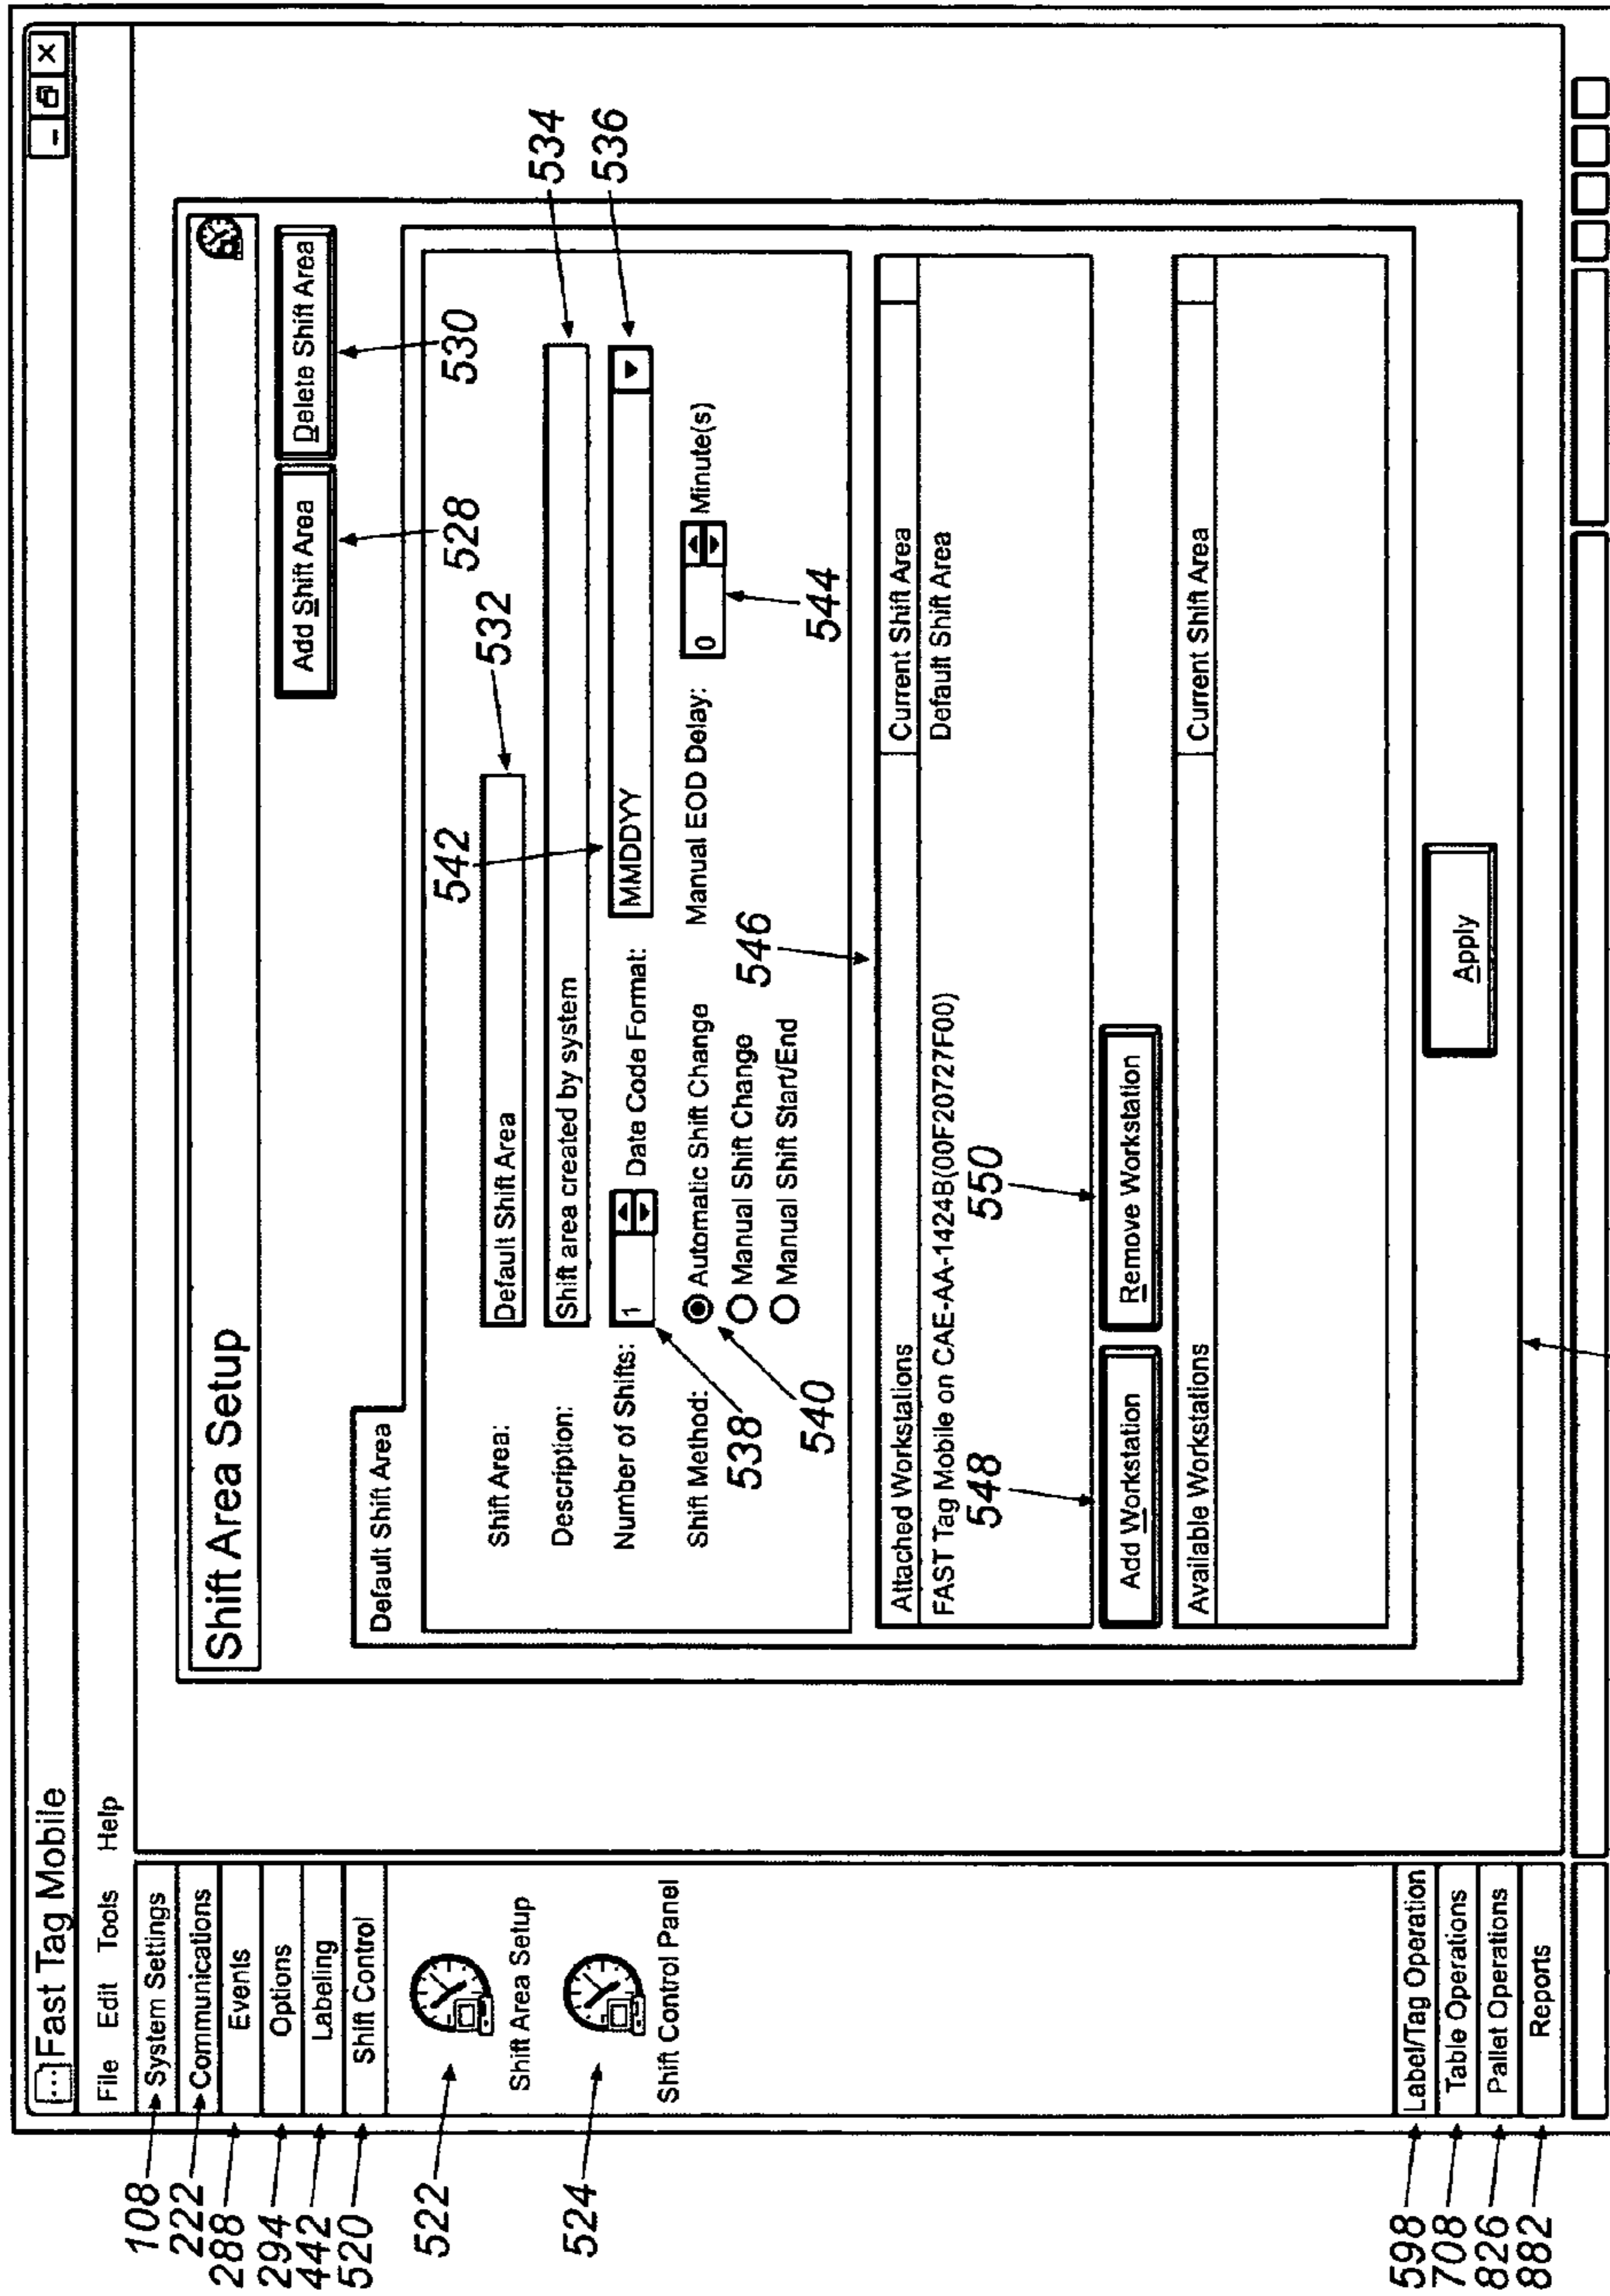 [...] Fast Tag Mobile
File Edit Tools Help
108
System Settings
222
Communications
288
Events
294
Options
442
Labeling
520
Shift Control
522
Shift Area Setup
524
Shift Control Panel
598
Label/Tag Operation
708
Table Operations
826
Pallet Operations
882
Reports
Shift Area Setup
Add Shift Area
Delete Shift Area
528
530
Default Shift Area
Shift Area:
Default Shift Area
532
534
Description:
Shift area created by system
542
536
Number of Shifts:
1
Date Code Format:
MMDDYY
538
Shift Method:
Automatic Shift Change
Manual Shift Change
Manual Shift Start/End
540
Manual EOD Delay:
0
Minute(s)
544
546
Attached Workstations
Current Shift Area
FAST Tag Mobile on CAE-AA-1424B(00F20727F00)
Default Shift Area
548
550
Add Workstation
Remove Workstation
Available Workstations
Current Shift Area
Apply